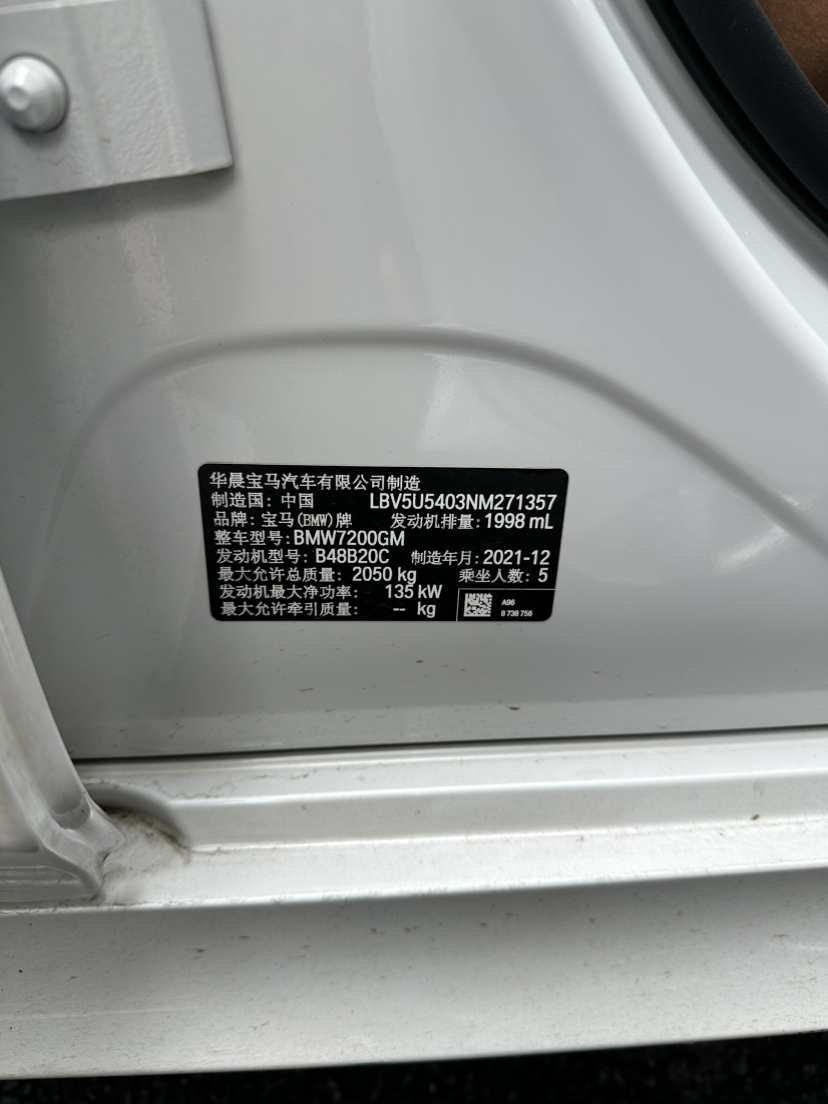 华晨宝马汽车有限公司制造
制造国：中国 LBV5U5403NM271357
品牌：宝马(BMW)牌 发动机排量：1998 mL
整车型号：BMW7200GM
发动机型号：B48B20C 制造年月：2021-12
最大允许总质量：2050 kg 乘坐人数：5
发动机最大净功率： 135 kW
最大允许牵引质量： -- kg
A96
8 738 756